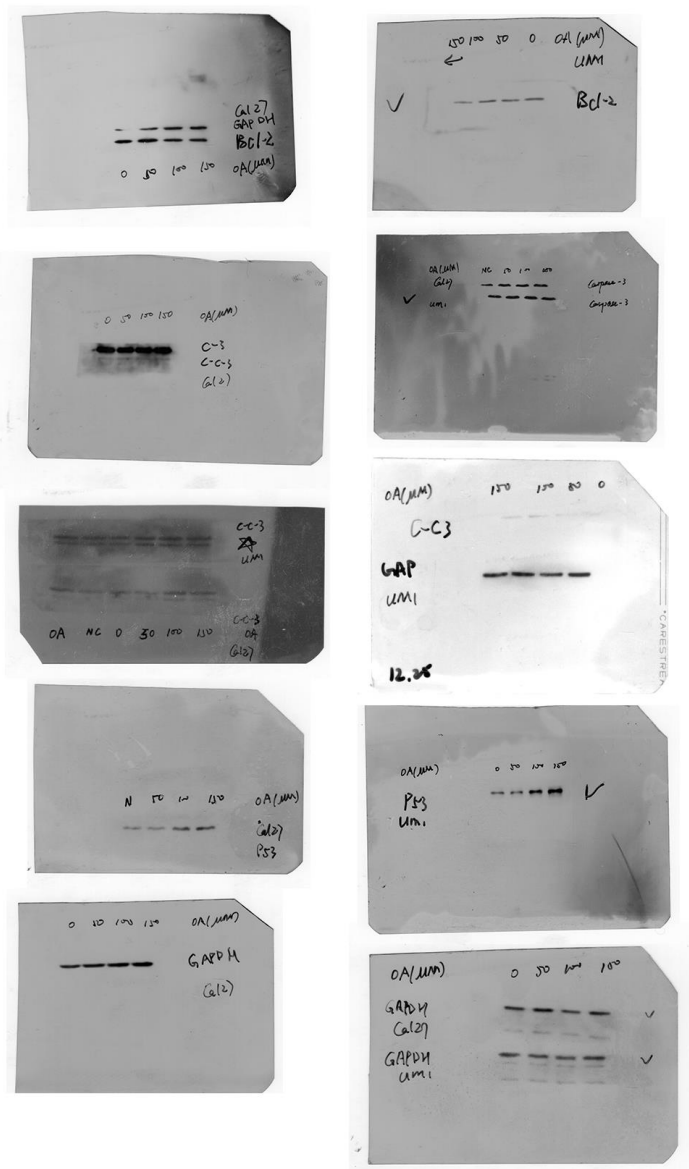 Cal27
GAPDH
Bcl-2
0 50 100 150 OA(μM)
150 100 50 0 OA(μM)
UM1
Bcl-2
0 50 100 150 OA(μM)
C-3
C-C-3
Cal27
OA(μM) NC 50 100 150
Cal27 Caspase-3
UM1 Caspase-3
C-C-3
UM1
C-C-3
OA NC 0 50 100 150 OA
Cal27
OA(μM) 150 100 50 0
C-C3
GAP
UM1
12.25
CARESTREA
N 50 100 150 OA(μM)
Cal27
P53
OA(μM) 0 50 100 150
P53
UM1
0 50 100 150 OA(μM)
GAPDH
Cal27
OA(μM) 0 50 100 150
GAPDH
Cal27
GAPDH
UM1